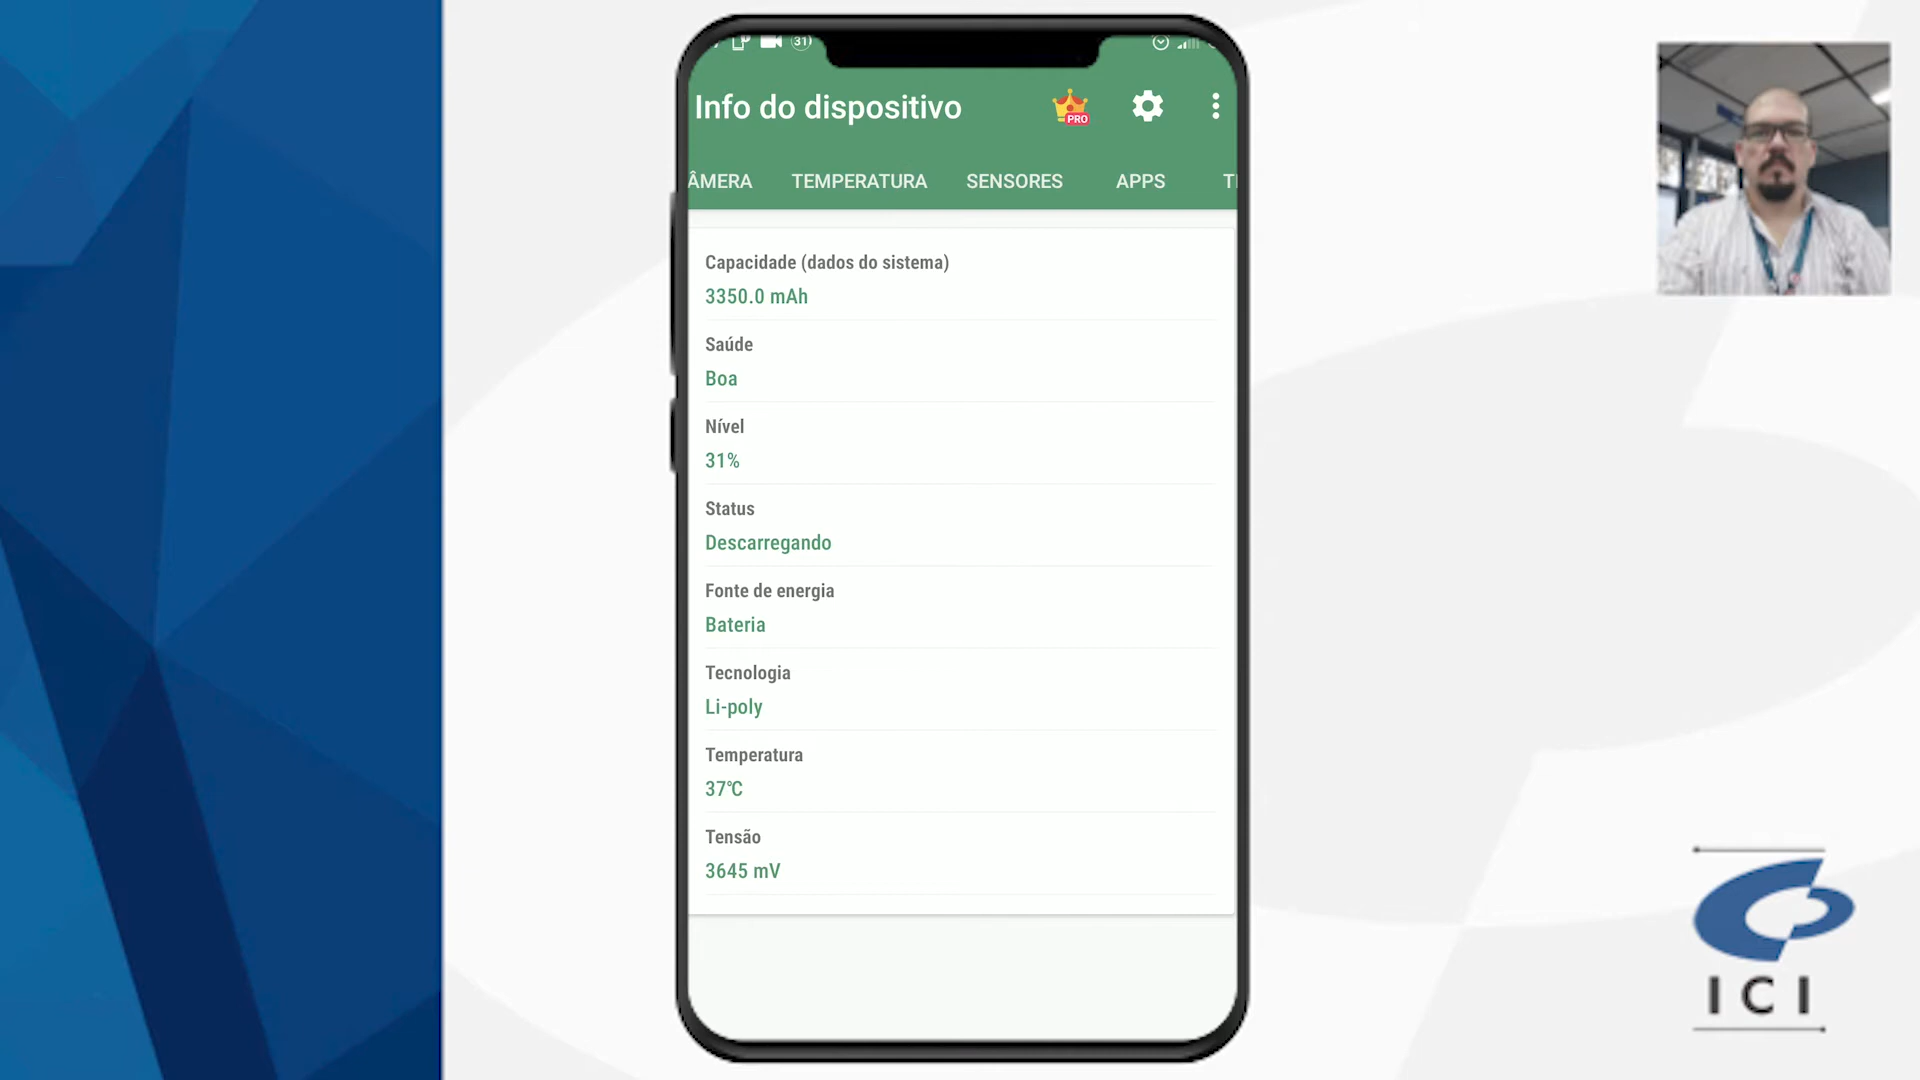 31
Info do dispositivo
PRO
ÂMERA TEMPERATURA SENSORES APPS
Capacidade (dados do sistema)
3350.0 mAh
Saúde
Boa
Nível
31%
Status
Descarregando
Fonte de energia
Bateria
Tecnologia
Li-poly
Temperatura
37°C
Tensão
3645 mV
ICI